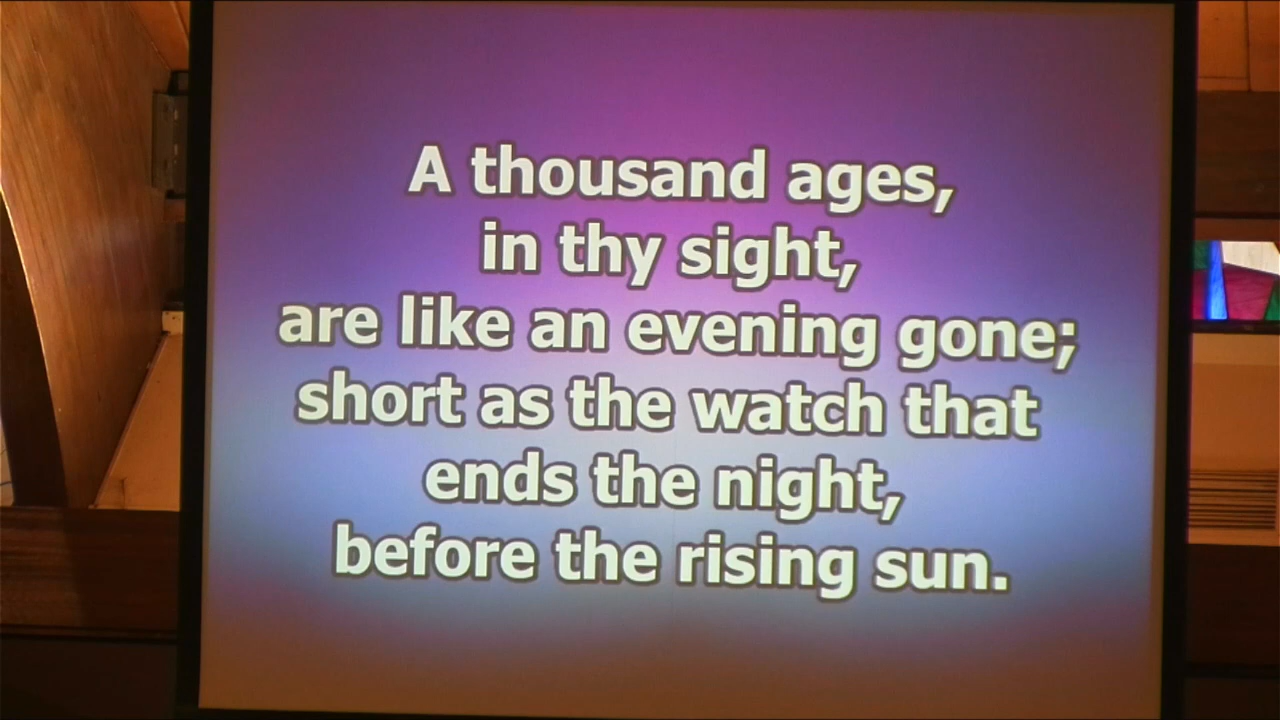 A thousand ages,
in thy sight,
are like an evening gone;
short as the watch that
ends the night,
before the rising sun.